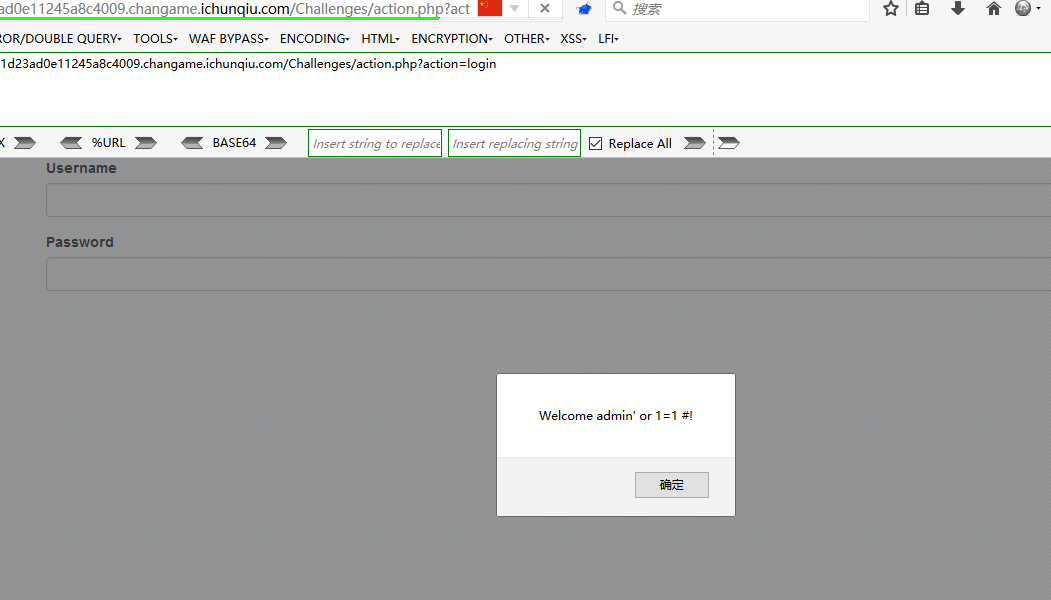 ad0e11245a8c4009.changame.ichunqiu.com/Challenges/action.php?act
搜索
ROR/DOUBLE QUERY▾ TOOLS▾ WAF BYPASS▾ ENCODING▾ HTML▾ ENCRYPTION▾ OTHER▾ XSS▾ LFI▾
1d23ad0e11245a8c4009.changame.ichunqiu.com/Challenges/action.php?action=login
X %URL BASE64 Insert string to replace Insert replacing string Replace All
Username
Password
Welcome admin' or 1=1 #!
确定